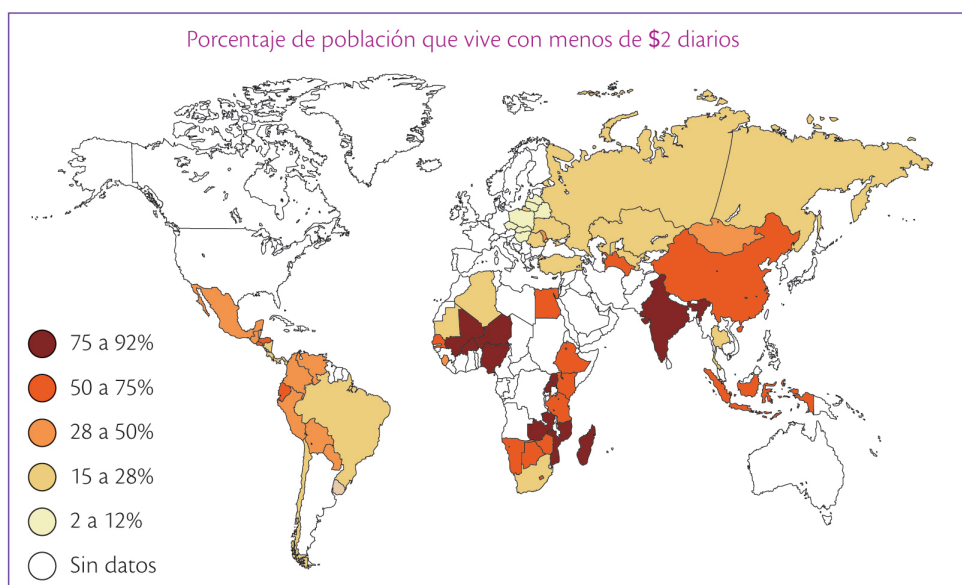 Porcentaje de población que vive con menos de $2 diarios
75 a 92%
50 a 75%
28 a 50%
15 a 28%
2 a 12%
Sin datos